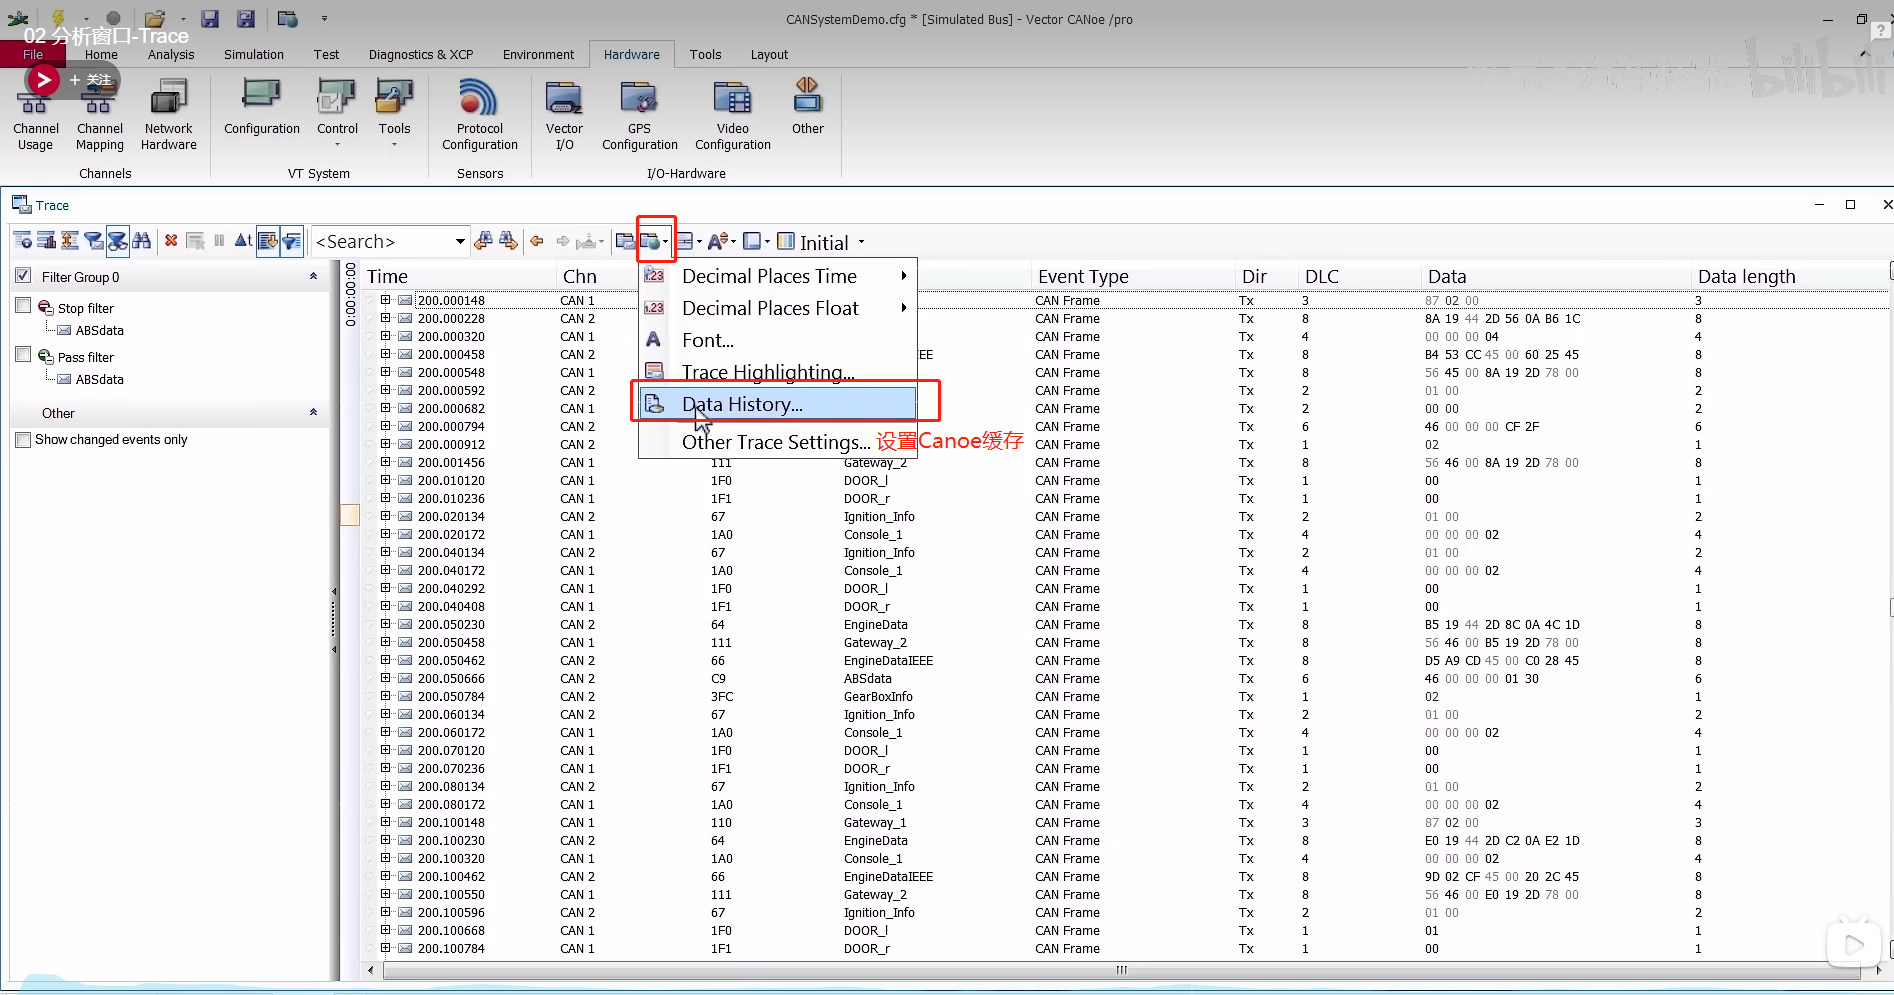 CANSystemDemo.cfg * [Simulated Bus] - Vector CANoe /pro
02 分析窗口-Trace
File Home Analysis Simulation Test Diagnostics & XCP Environment Hardware Tools Layout
+ 关注
bilibili
Channel Usage
Channel Mapping
Network Hardware
Channels
Configuration
Control
Tools
VT System
Protocol Configuration
Sensors
Vector I/O
GPS Configuration
Video Configuration
Other
I/O-Hardware
Trace
<Search>
Initial
Filter Group 0
Stop filter
ABSdata
Pass filter
ABSdata
Other
Show changed events only
0:00:00:00
Decimal Places Time
Decimal Places Float
Font...
Trace Highlighting...
Data History...
Other Trace Settings...
设置Canoe缓存
Time Chn Event Type Dir DLC Data Data length
200.000148 CAN 1 CAN Frame Tx 3 87 02 00 3
200.000228 CAN 2 CAN Frame Tx 8 8A 19 44 2D 56 0A B6 1C 8
200.000320 CAN 1 CAN Frame Tx 4 00 00 00 04 4
200.000458 CAN 2 EE CAN Frame Tx 8 B4 53 CC 45 00 60 25 45 8
200.000548 CAN 1 CAN Frame Tx 8 56 45 00 8A 19 2D 78 00 8
200.000592 CAN 2 CAN Frame Tx 2 01 00 2
200.000682 CAN 1 CAN Frame Tx 2 00 00 2
200.000794 CAN 2 CAN Frame Tx 6 46 00 00 00 CF 2F 6
200.000912 CAN 2 CAN Frame Tx 1 02 1
200.001456 CAN 1 111 Gateway_2 CAN Frame Tx 8 56 46 00 8A 19 2D 78 00 8
200.010120 CAN 1 1F0 DOOR_l CAN Frame Tx 1 00 1
200.010236 CAN 1 1F1 DOOR_r CAN Frame Tx 1 00 1
200.020134 CAN 2 67 Ignition_Info CAN Frame Tx 2 01 00 2
200.020172 CAN 1 1A0 Console_1 CAN Frame Tx 4 00 00 00 02 4
200.040134 CAN 2 67 Ignition_Info CAN Frame Tx 2 01 00 2
200.040172 CAN 1 1A0 Console_1 CAN Frame Tx 4 00 00 00 02 4
200.040292 CAN 1 1F0 DOOR_l CAN Frame Tx 1 00 1
200.040408 CAN 1 1F1 DOOR_r CAN Frame Tx 1 00 1
200.050230 CAN 2 64 EngineData CAN Frame Tx 8 B5 19 44 2D 8C 0A 4C 1D 8
200.050458 CAN 1 111 Gateway_2 CAN Frame Tx 8 56 46 00 B5 19 2D 78 00 8
200.050462 CAN 2 66 EngineDataIEEE CAN Frame Tx 8 D5 A9 CD 45 00 C0 28 45 8
200.050666 CAN 2 C9 ABSdata CAN Frame Tx 6 46 00 00 00 01 30 6
200.050784 CAN 2 3FC GearBoxInfo CAN Frame Tx 1 02 1
200.060134 CAN 2 67 Ignition_Info CAN Frame Tx 2 01 00 2
200.060172 CAN 1 1A0 Console_1 CAN Frame Tx 4 00 00 00 02 4
200.070120 CAN 1 1F0 DOOR_l CAN Frame Tx 1 00 1
200.070236 CAN 1 1F1 DOOR_r CAN Frame Tx 1 00 1
200.080134 CAN 2 67 Ignition_Info CAN Frame Tx 2 01 00 2
200.080172 CAN 1 1A0 Console_1 CAN Frame Tx 4 00 00 00 02 4
200.100148 CAN 1 110 Gateway_1 CAN Frame Tx 3 87 02 00 3
200.100230 CAN 2 64 EngineData CAN Frame Tx 8 E0 19 44 2D C2 0A E2 1D 8
200.100320 CAN 1 1A0 Console_1 CAN Frame Tx 4 00 00 00 02 4
200.100462 CAN 2 66 EngineDataIEEE CAN Frame Tx 8 9D 02 CF 45 00 20 2C 45 8
200.100550 CAN 1 111 Gateway_2 CAN Frame Tx 8 56 46 00 E0 19 2D 78 00 8
200.100596 CAN 2 67 Ignition_Info CAN Frame Tx 2 01 00 2
200.100668 CAN 1 1F0 DOOR_l CAN Frame Tx 1 01 1
200.100784 CAN 1 1F1 DOOR_r CAN Frame Tx 1 00 1